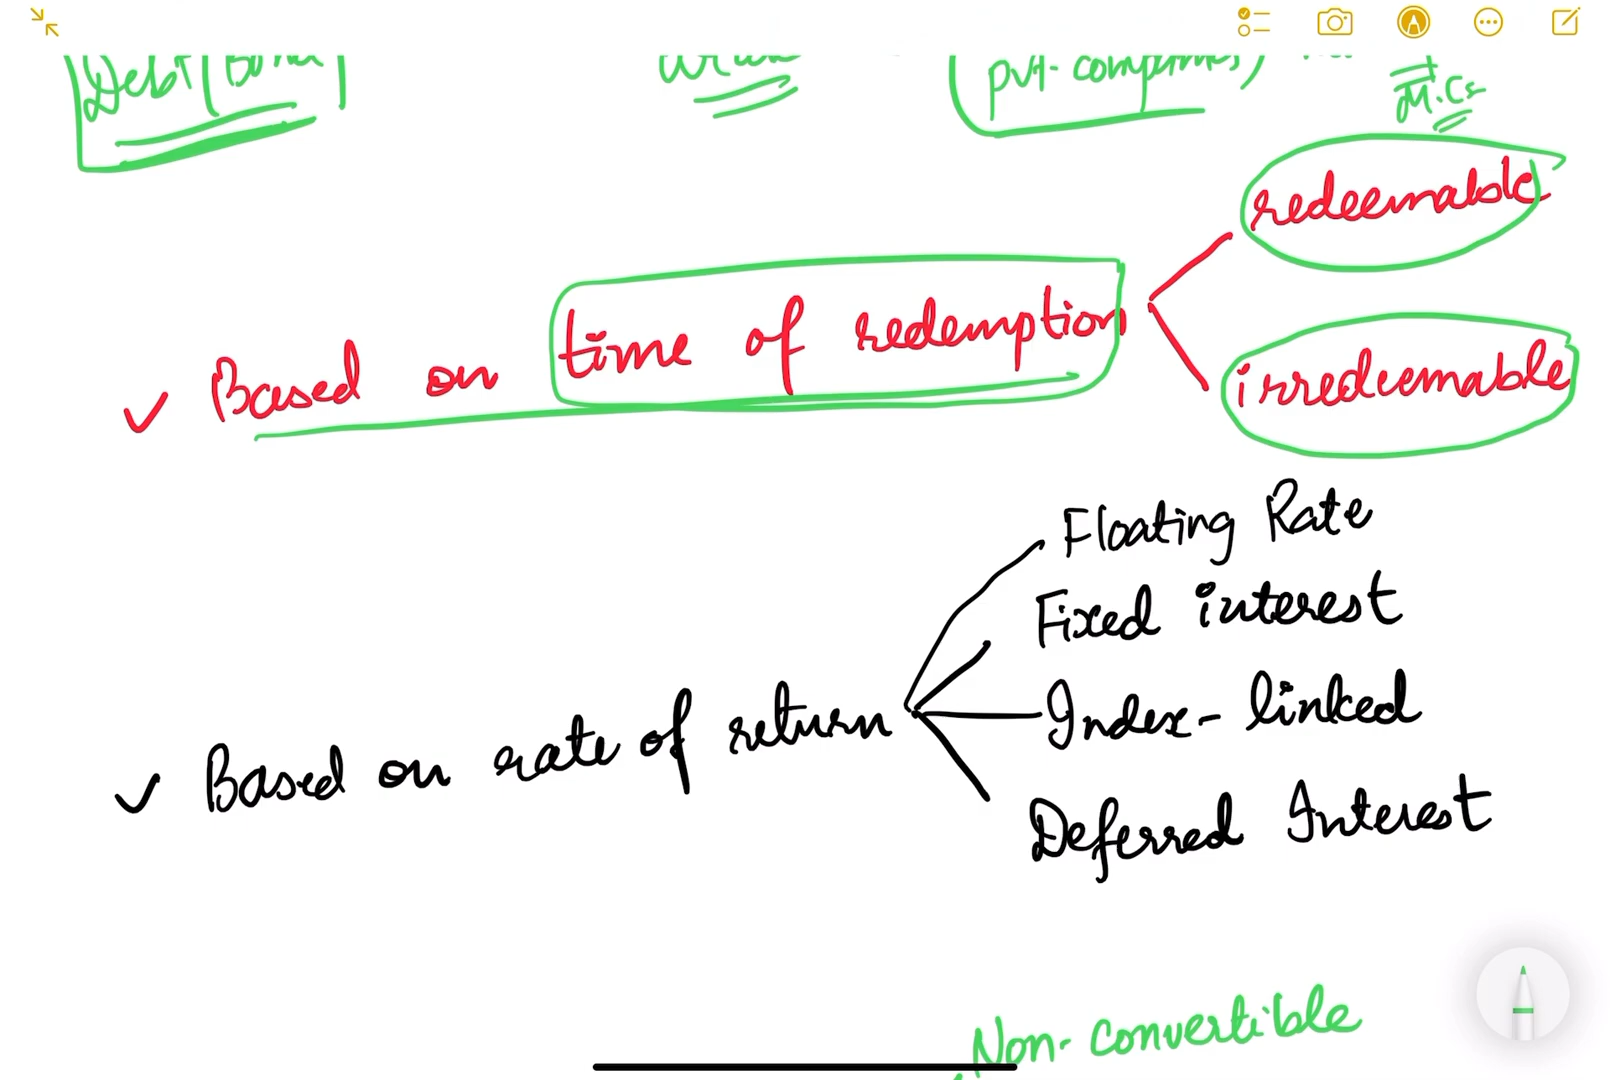 Debt (Bond)
pvt. companies)
M.Cs
redeemable
✓ Based on time of redemption
irredeemable
Floating Rate
Fixed interest
Index-linked
✓ Based on rate of return
Deferred Interest
Non-convertible